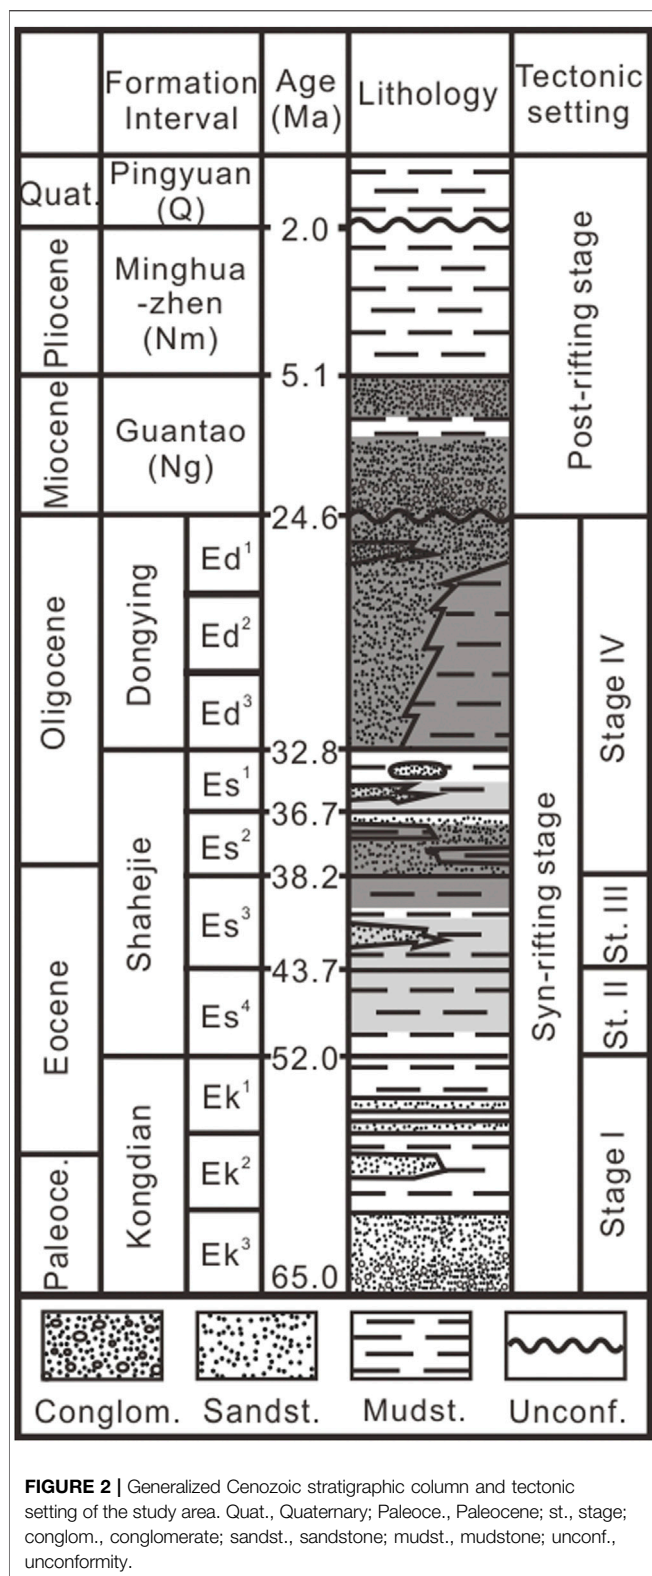 Formation
Interval
Age
(Ma)
Lithology
Tectonic
setting
Quat.
Pingyuan
(Q)
2.0
Pliocene
Minghua
-zhen
(Nm)
5.1
Miocene
Guantao
(Ng)
24.6
Post-rifting stage
Oligocene
Dongying
Ed1
Ed2
Ed3
32.8
Shahejie
Es1
36.7
Es2
38.2
Eocene
Es3
43.7
Es4
52.0
Kongdian
Ek1
Ek2
Paleoce.
Ek3
65.0
Syn-rifting stage
Stage IV
St. III
St. II
Stage I
Conglom.
Sandst.
Mudst.
Unconf.
FIGURE 2 | Generalized Cenozoic stratigraphic column and tectonic
setting of the study area. Quat., Quaternary; Paleoce., Paleocene; st., stage;
conglom., conglomerate; sandst., sandstone; mudst., mudstone; unconf.,
unconformity.